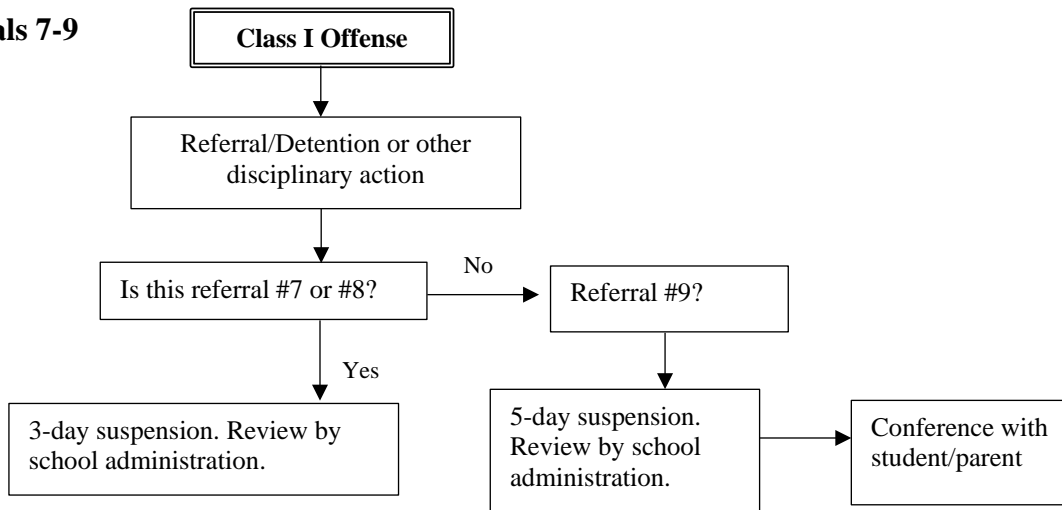 als 7-9
Class I Offense
Referral/Detention or other
disciplinary action
Is this referral #7 or #8?
No
Referral #9?
Yes
3-day suspension. Review by
school administration.
5-day suspension.
Review by school
administration.
Conference with
student/parent